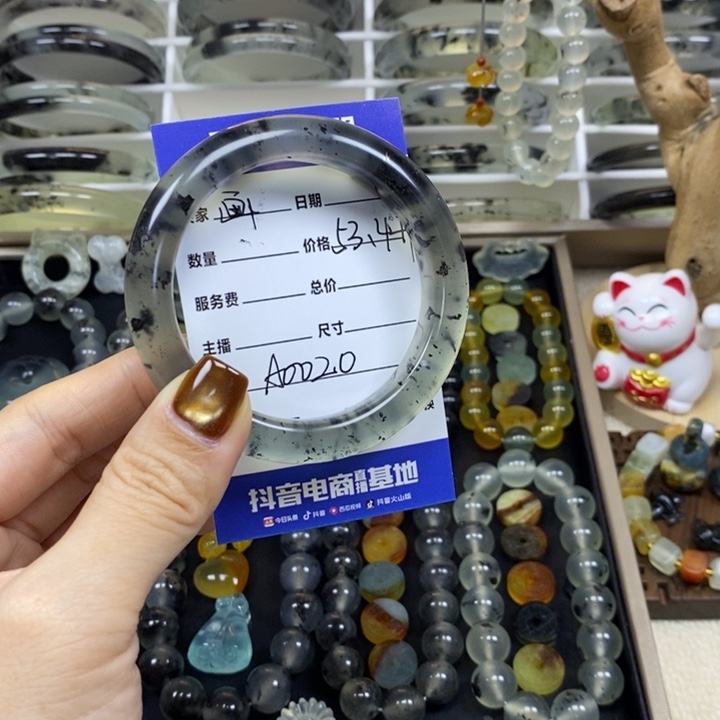 家 画 日期
数量 价格 53.4
服务费 总价
主播 尺寸
A002.0
抖音电商直播基地
今日头条 抖音 西瓜视频 抖音火山版